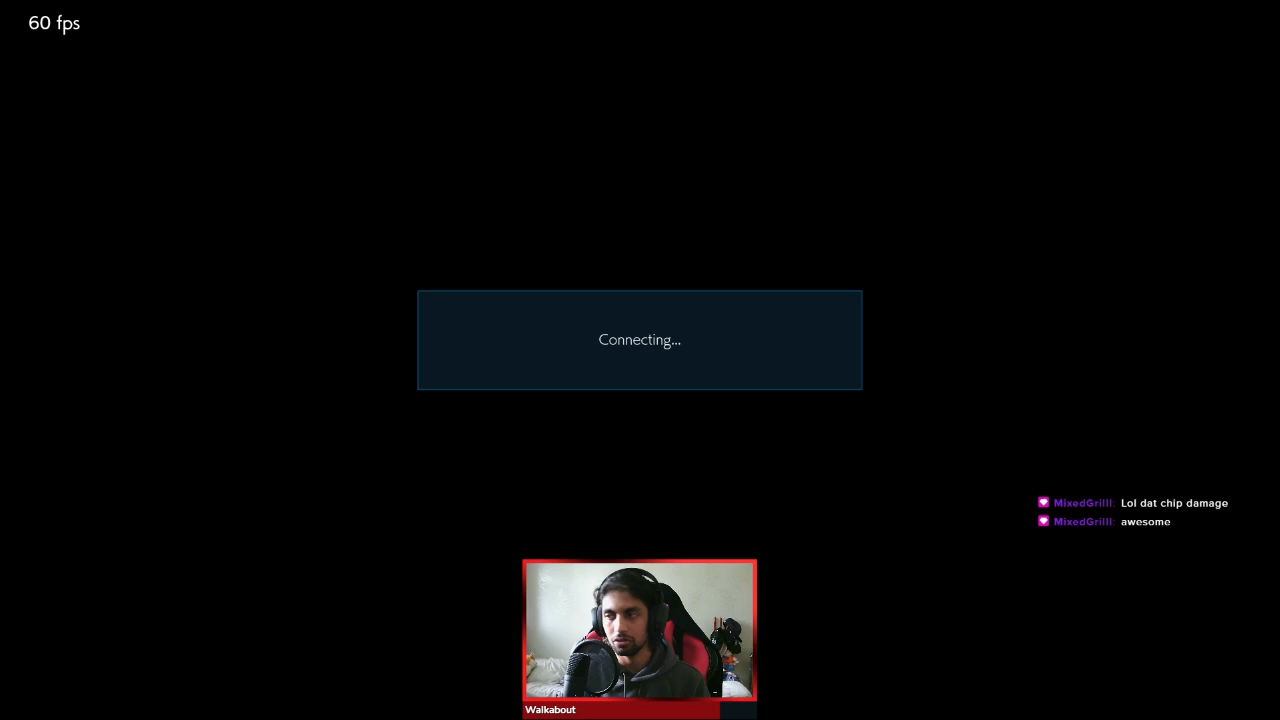 60 fps
Connecting...
MixedGrilll: Lol dat chip damage
MixedGrilll: awesome
Walkabout